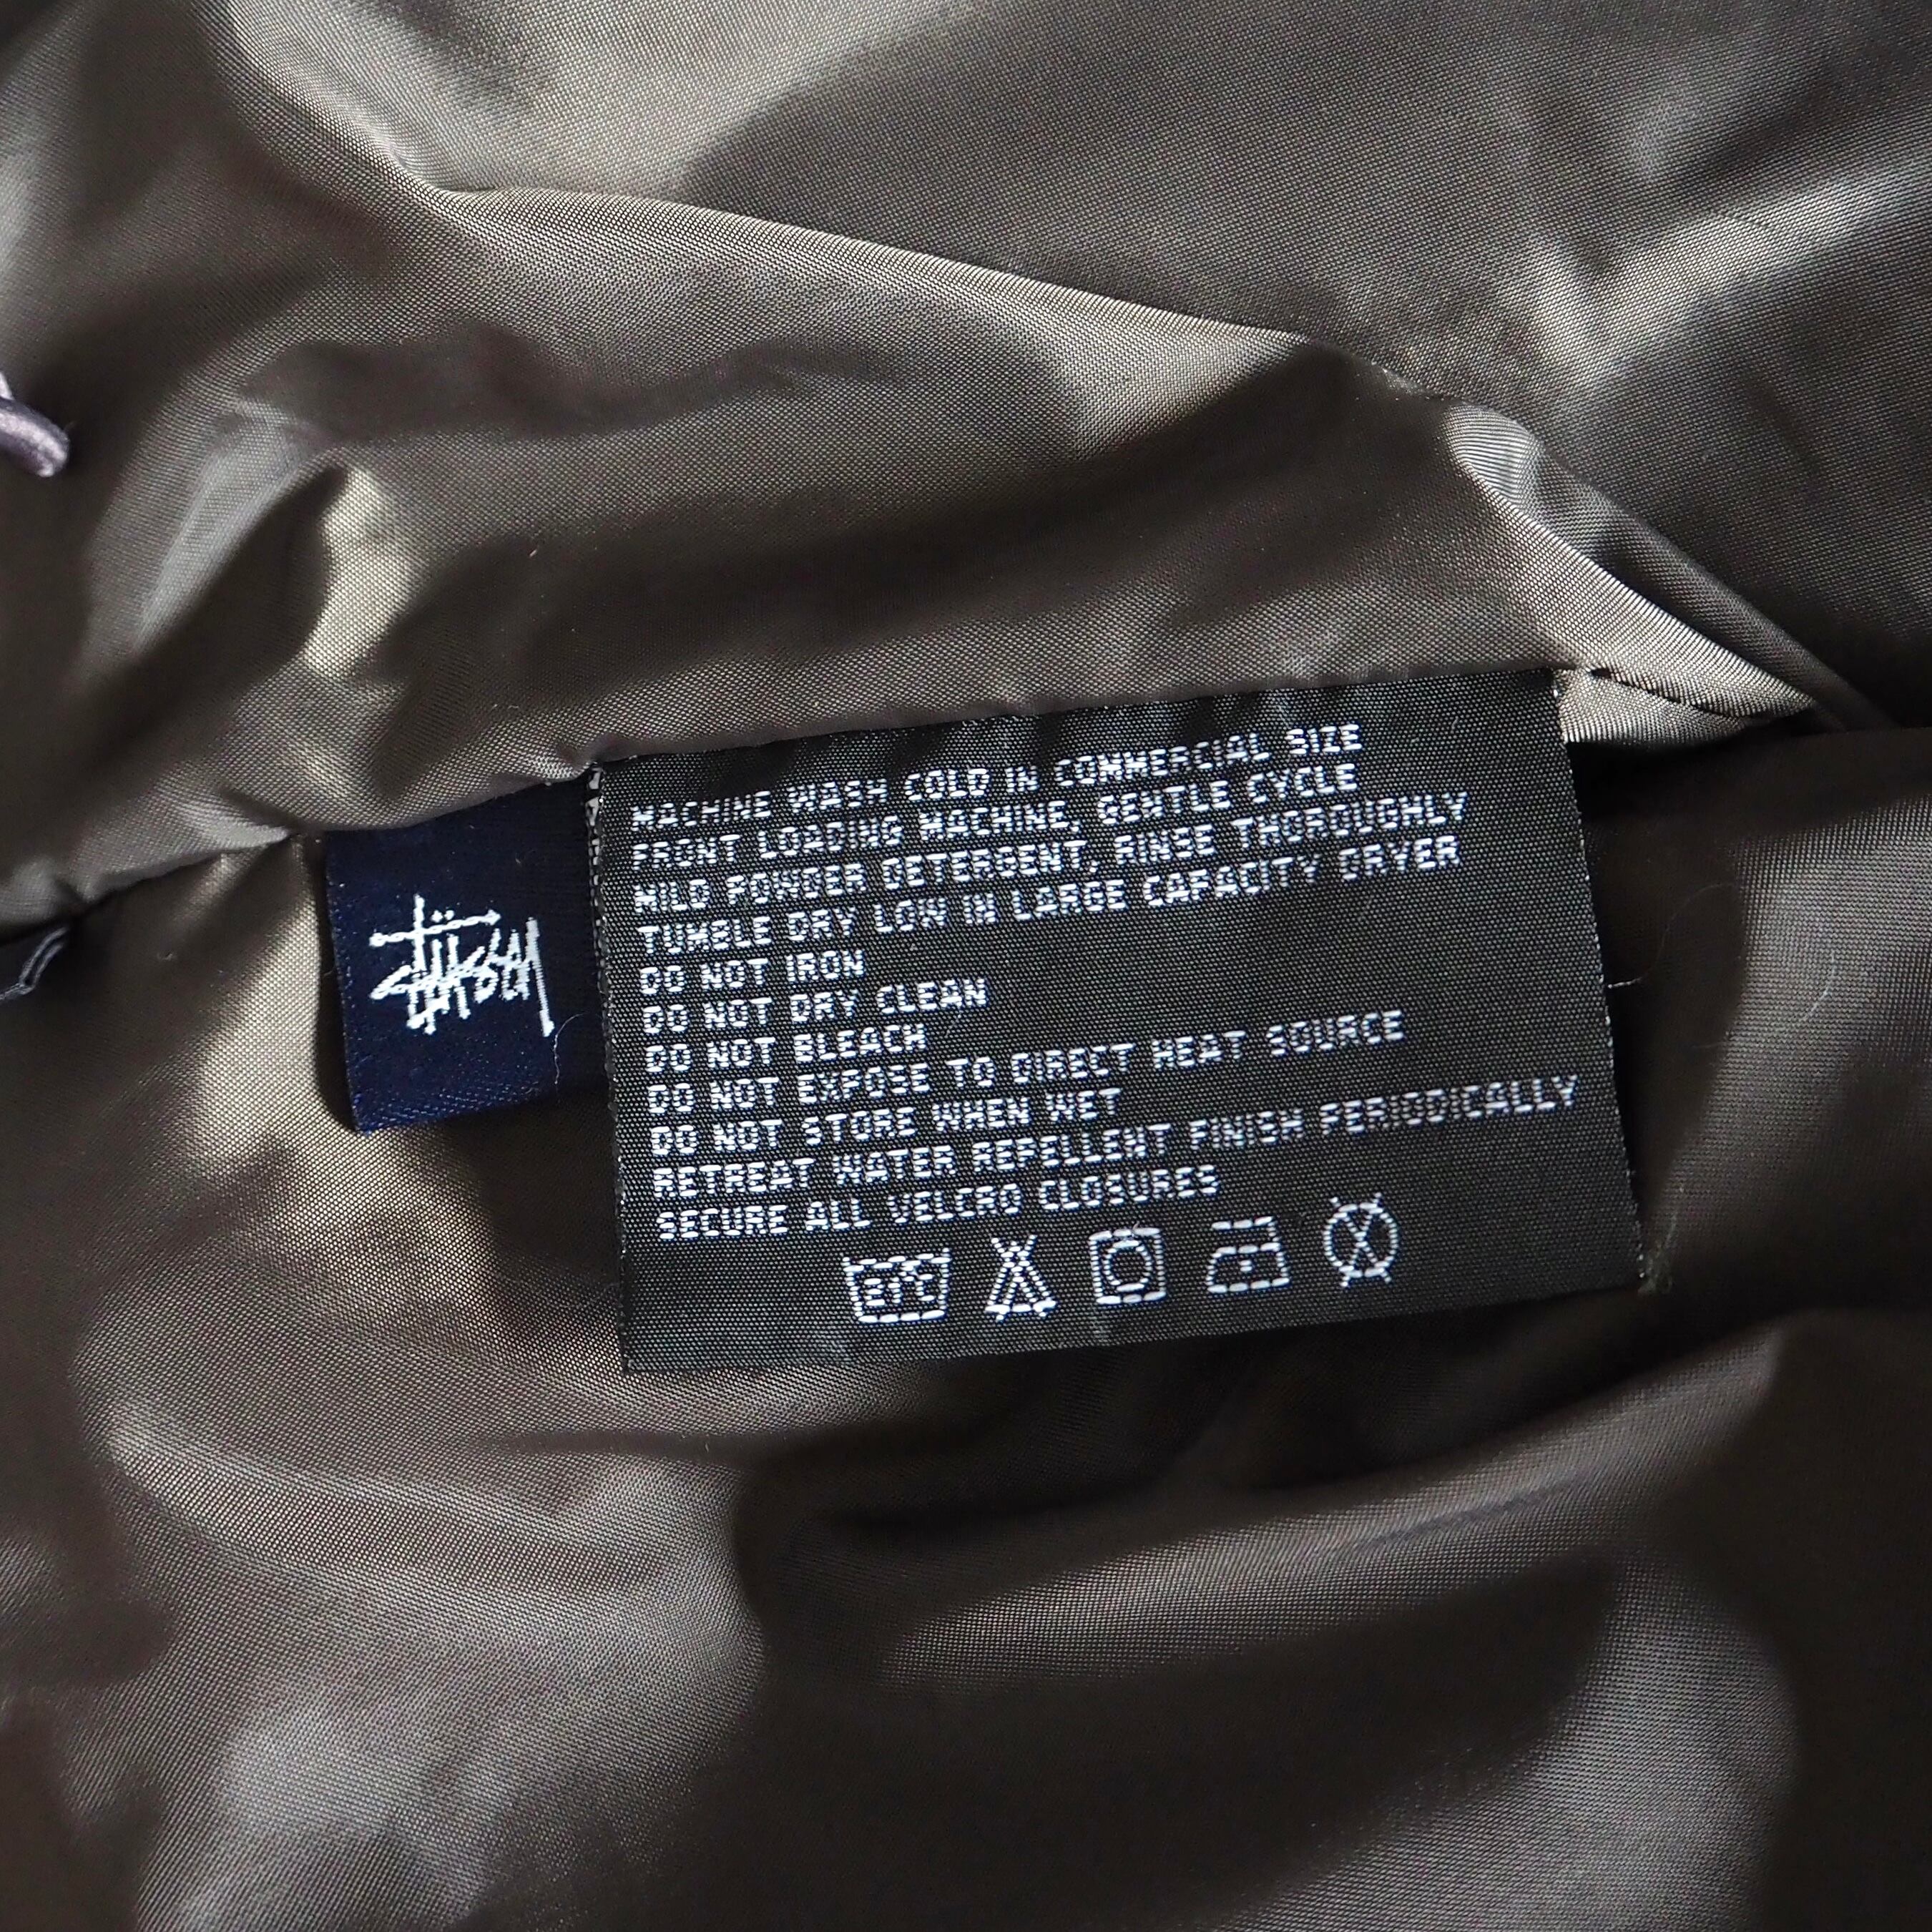 Stüssy
MACHINE WASH COLD IN COMMERCIAL SIZE
FRONT LOADING MACHINE, GENTLE CYCLE
MILD POWDER DETERGENT, RINSE THOROUGHLY
TUMBLE DRY LOW IN LARGE CAPACITY DRYER
DO NOT IRON
DO NOT DRY CLEAN
DO NOT BLEACH
DO NOT EXPOSE TO DIRECT HEAT SOURCE
DO NOT STORE WHEN WET
RETREAT WATER REPELLENT FINISH PERIODICALLY
SECURE ALL VELCRO CLOSURES